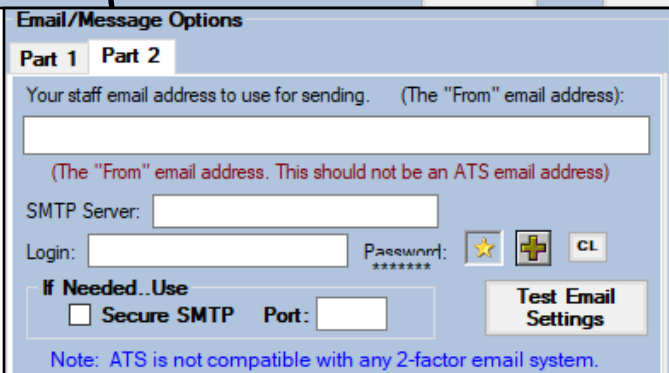 Email/Message Options
Part 1 Part 2
Your staff email address to use for sending. (The "From" email address):
(The "From" email address. This should not be an ATS email address)
SMTP Server:
Login: Password: CL
*******
If Needed..Use
Secure SMTP Port:
Test Email
Settings
Note: ATS is not compatible with any 2-factor email system.